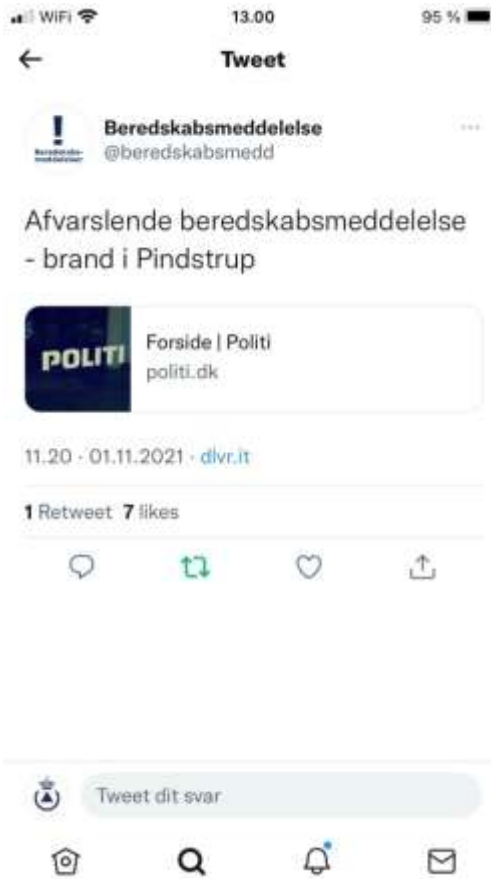 WiFi 13.00 95 %
Tweet
Beredskabsmeddelelse
@beredskabsmedd
Afvarslende beredskabsmeddelelse
- brand i Pindstrup
POLITI
Forside | Politi
politi.dk
11.20 · 01.11.2021 · dlvr.it
1 Retweet 7 likes
Tweet dit svar